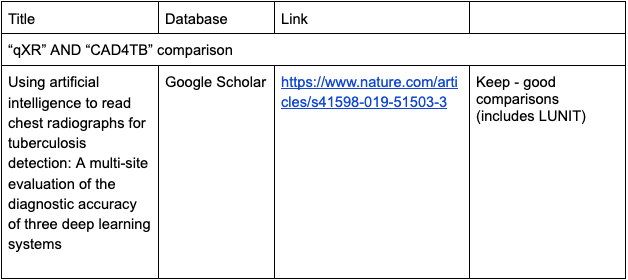 Title Database Link
“qXR” AND “CAD4TB” comparison
Using artificial
intelligence to read
chest radiographs for
tuberculosis
detection: A multi-site
evaluation of the
diagnostic accuracy
of three deep learning
systems
Google Scholar
https://www.nature.com/arti
cles/s41598-019-51503-3
Keep - good
comparisons
(includes LUNIT)